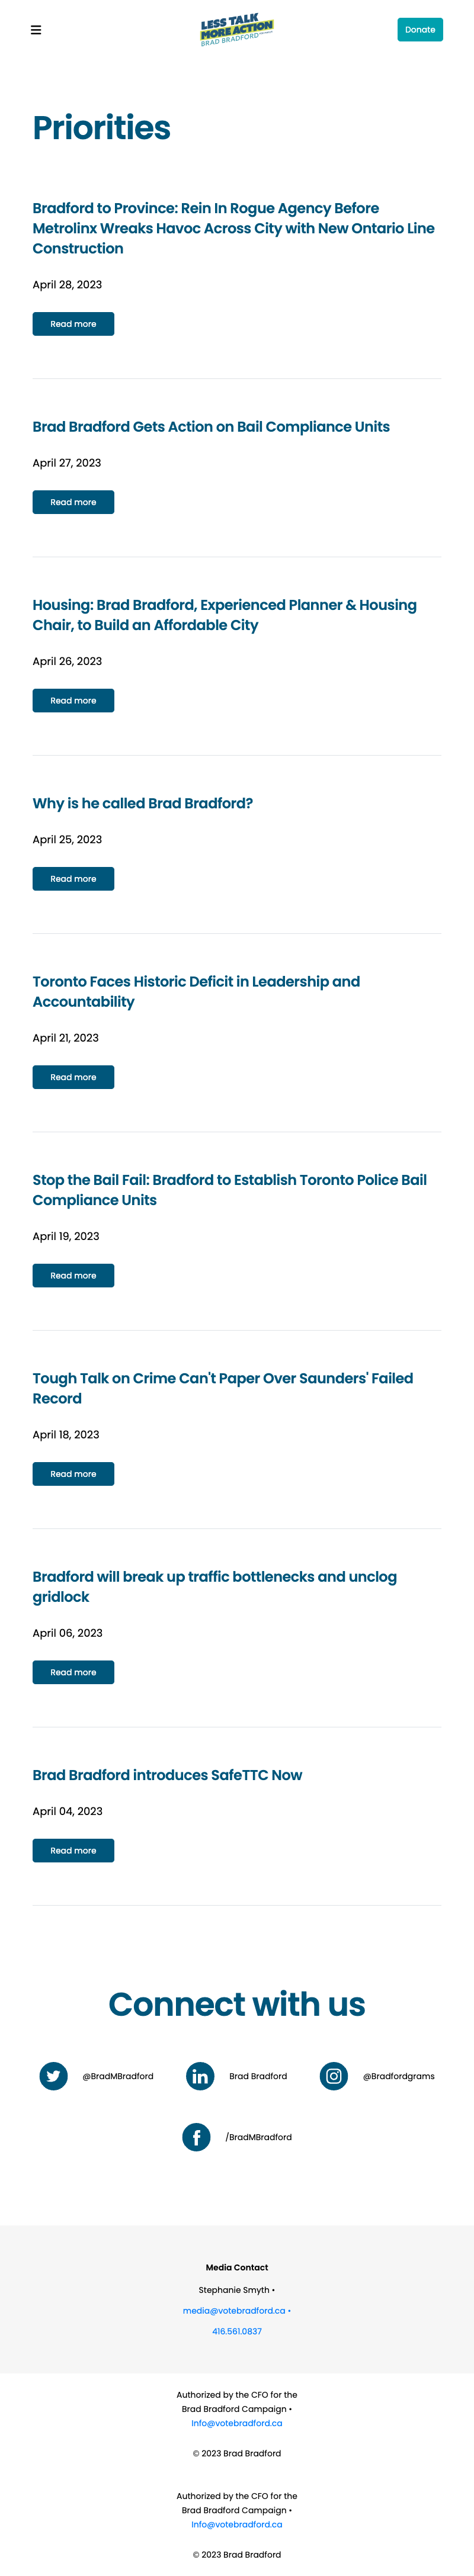 LESS TALK
MORE ACTION
BRAD BRADFORD
Donate
Priorities
Bradford to Province: Rein In Rogue Agency Before
Metrolinx Wreaks Havoc Across City with New Ontario Line
Construction
April 28, 2023
Read more
Brad Bradford Gets Action on Bail Compliance Units
April 27, 2023
Read more
Housing: Brad Bradford, Experienced Planner & Housing
Chair, to Build an Affordable City
April 26, 2023
Read more
Why is he called Brad Bradford?
April 25, 2023
Read more
Toronto Faces Historic Deficit in Leadership and
Accountability
April 21, 2023
Read more
Stop the Bail Fail: Bradford to Establish Toronto Police Bail
Compliance Units
April 19, 2023
Read more
Tough Talk on Crime Can't Paper Over Saunders' Failed
Record
April 18, 2023
Read more
Bradford will break up traffic bottlenecks and unclog
gridlock
April 06, 2023
Read more
Brad Bradford introduces SafeTTC Now
April 04, 2023
Read more
Connect with us
@BradMBradford
Brad Bradford
@Bradfordgrams
/BradMBradford
Media Contact
Stephanie Smyth •
media@votebradford.ca •
416.561.0837
Authorized by the CFO for the
Brad Bradford Campaign •
Info@votebradford.ca
© 2023 Brad Bradford
Authorized by the CFO for the
Brad Bradford Campaign •
Info@votebradford.ca
© 2023 Brad Bradford